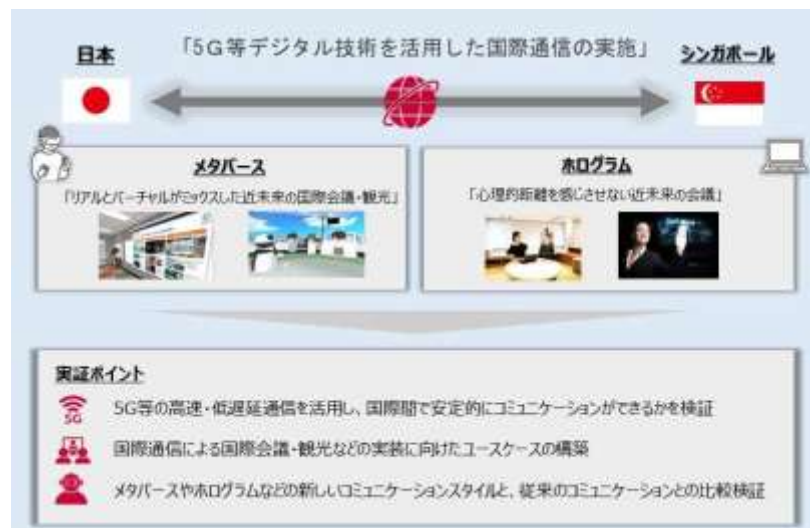 「5G等デジタル技術を活用した国際通信の実施」
日本
シンガポール
メタバース
「リアルとバーチャルがミックスした近未来の国際会議・観光」
ホログラム
「心理的距離を感じさせない近未来の会議」
実証ポイント
5G
5G等の高速・低遅延通信を活用し、国際間で安定的にコミュニケーションができるかを検証
国際通信による国際会議・観光などの実装に向けたユースケースの構築
メタバースやホログラムなどの新しいコミュニケーションスタイルと、従来のコミュニケーションとの比較検証